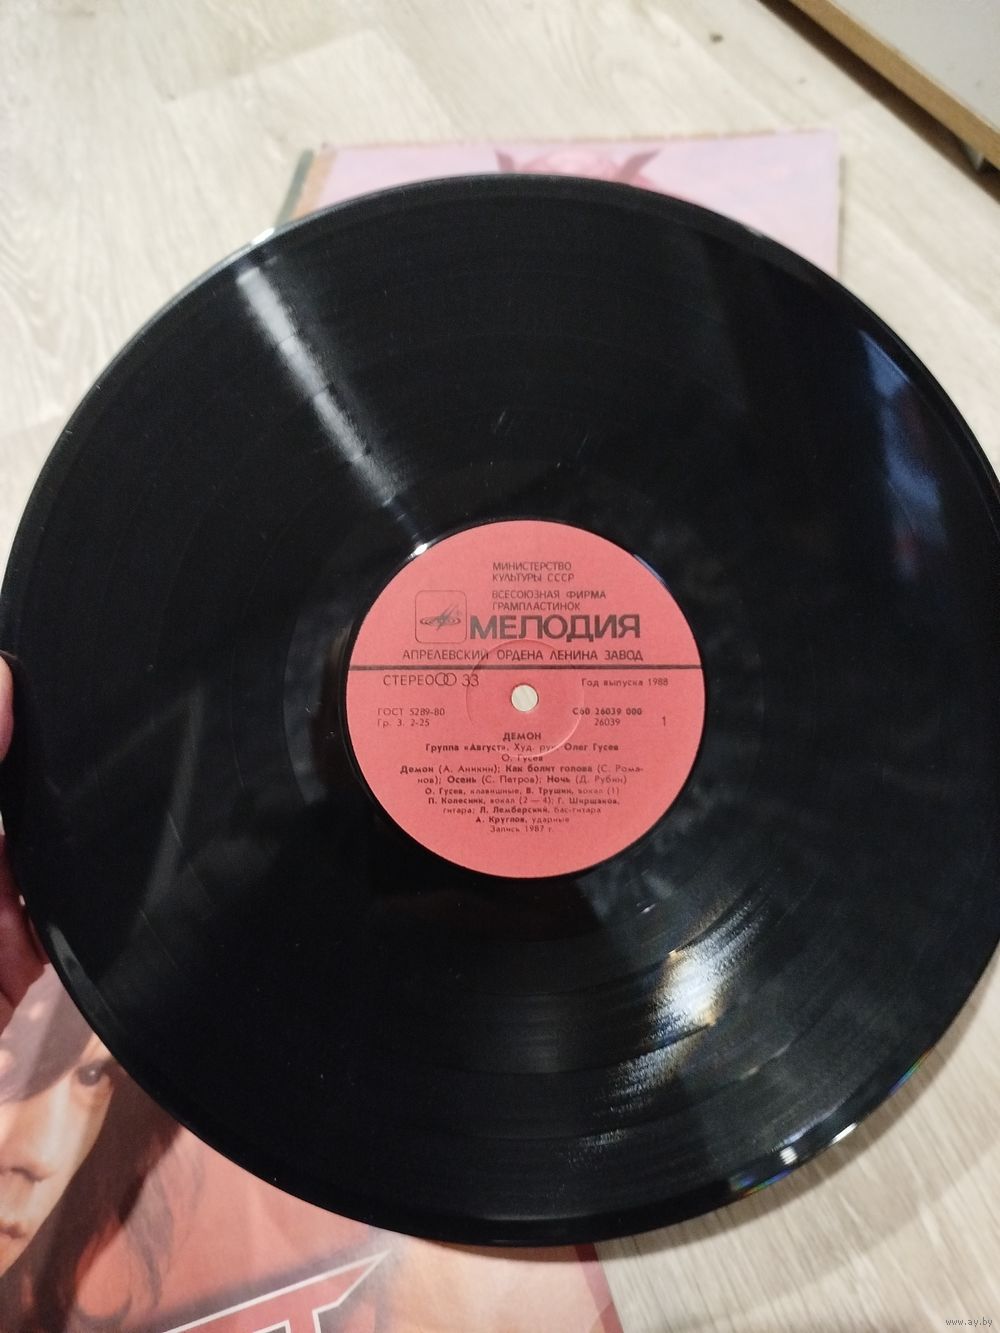 МИНИСТЕРСТВО
КУЛЬТУРЫ СССР
ВСЕСОЮЗНАЯ ФИРМА
ГРАМПЛАСТИНОК
МЕЛОДИЯ
АПРЕЛЕВСКИЙ ОРДЕНА ЛЕНИНА ЗАВОД
СТЕРЕО 33
Год выпуска 1988
ГОСТ 5289-80
Гр. 3. 2-25
С60 26039 000
26039
1
ДЕМОН
Группа «Август». Худ. рук. Олег Гусев
О. Гусев
Демон (А. Аникин); Как болит голова (С. Рома-
нов); Осень (С. Петров); Ночь (Д. Рубин)
О. Гусев, клавишные, В. Трушин, вокал (1)
П. Колесник, вокал (2 — 4); Г. Ширшаков,
гитара; Л. Лемберский, бас-гитара
А. Круглов, ударные
Запись 1987 г.
www.ay.by